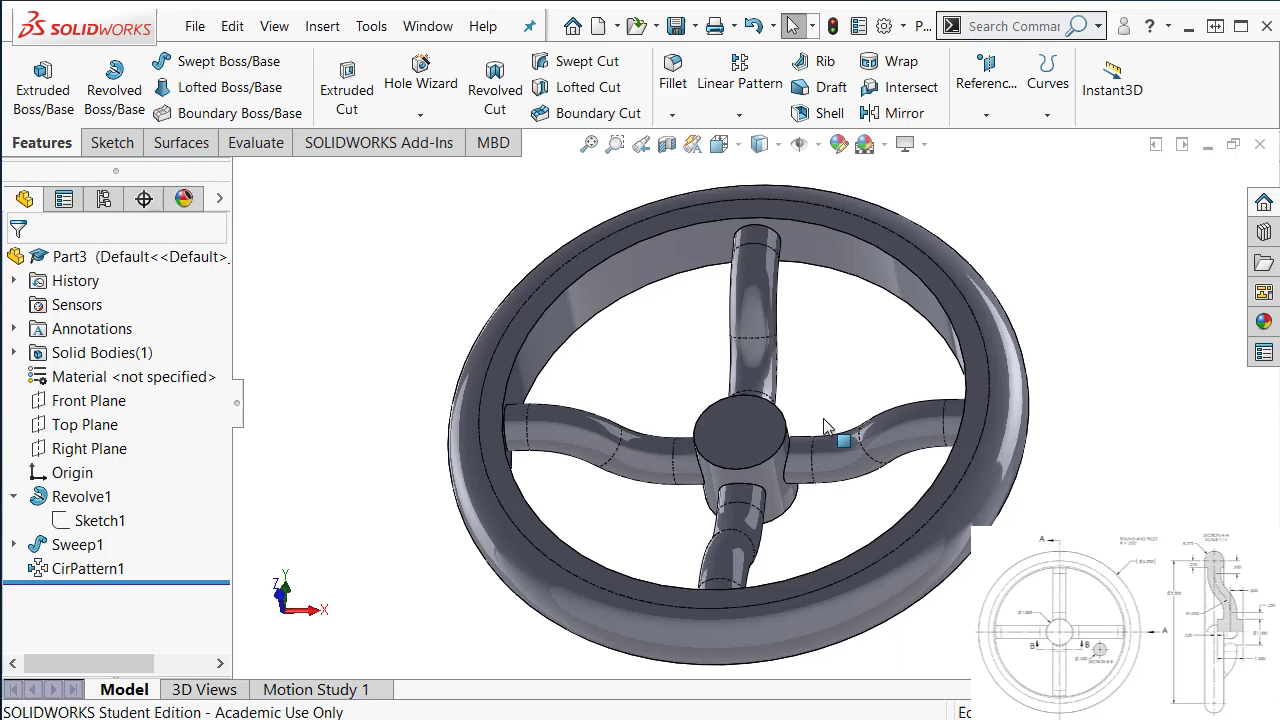 SOLIDWORKS
File Edit View Insert Tools Window Help
P...
Search Commar
Extruded Boss/Base
Revolved Boss/Base
Swept Boss/Base
Lofted Boss/Base
Boundary Boss/Base
Extruded Cut
Hole Wizard
Revolved Cut
Swept Cut
Lofted Cut
Boundary Cut
Fillet
Linear Pattern
Rib
Draft
Shell
Wrap
Intersect
Mirror
Referenc...
Curves
Instant3D
Features Sketch Surfaces Evaluate SOLIDWORKS Add-Ins MBD
Part3 (Default<<Default>.
History
Sensors
Annotations
Solid Bodies(1)
Material <not specified>
Front Plane
Top Plane
Right Plane
Origin
Revolve1
Sketch1
Sweep1
CirPattern1
Y
Z
X
A
A
B B
Model 3D Views Motion Study 1
SOLIDWORKS Student Edition - Academic Use Only